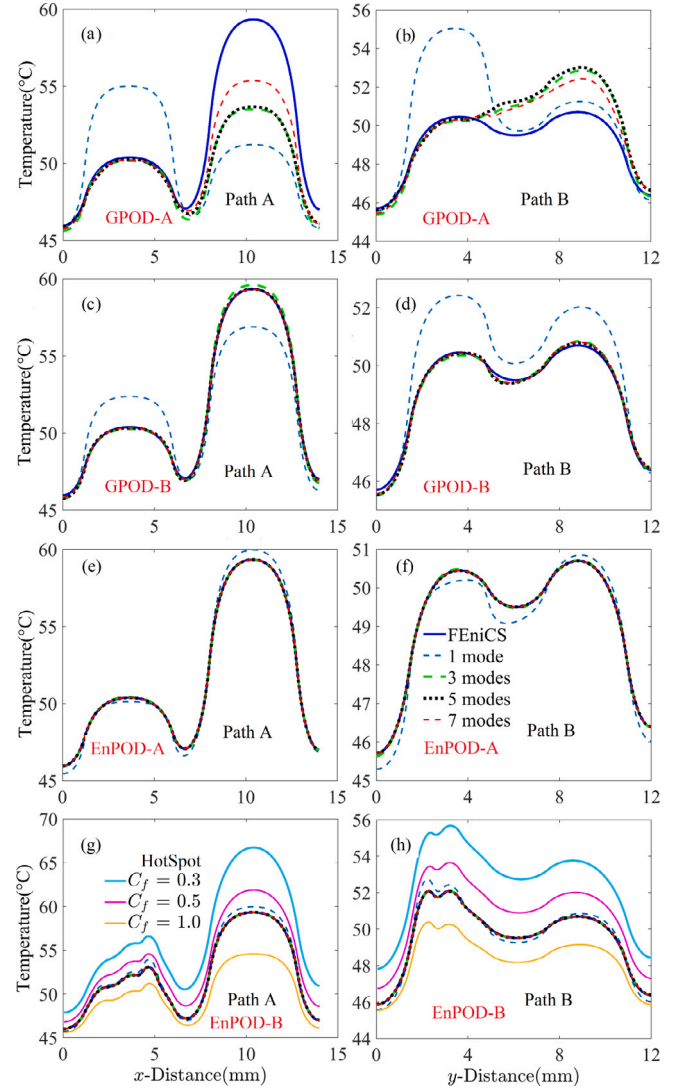 60
(a)
55
50
45
Temperature(°C)
GPOD-A
Path A
0
5
10
15
56
(b)
54
52
50
48
46
44
GPOD-A
Path B
0
4
8
12
60
(c)
55
50
45
Temperature(°C)
GPOD-B
Path A
0
5
10
15
(d)
52
50
48
46
GPOD-B
Path B
0
4
8
12
60
(e)
55
50
45
Temperature(°C)
EnPOD-A
Path A
0
5
10
15
51
(f)
50
49
48
47
46
45
FEniCS
1 mode
3 modes
5 modes
7 modes
EnPOD-A
Path B
0
4
8
12
70
(g)
65
60
55
50
45
Temperature(°C)
HotSpot
C_f = 0.3
C_f = 0.5
C_f = 1.0
Path A
EnPOD-B
0
5
10
15
x-Distance(mm)
56
(h)
54
52
50
48
46
44
EnPOD-B
Path B
0
4
8
12
y-Distance(mm)